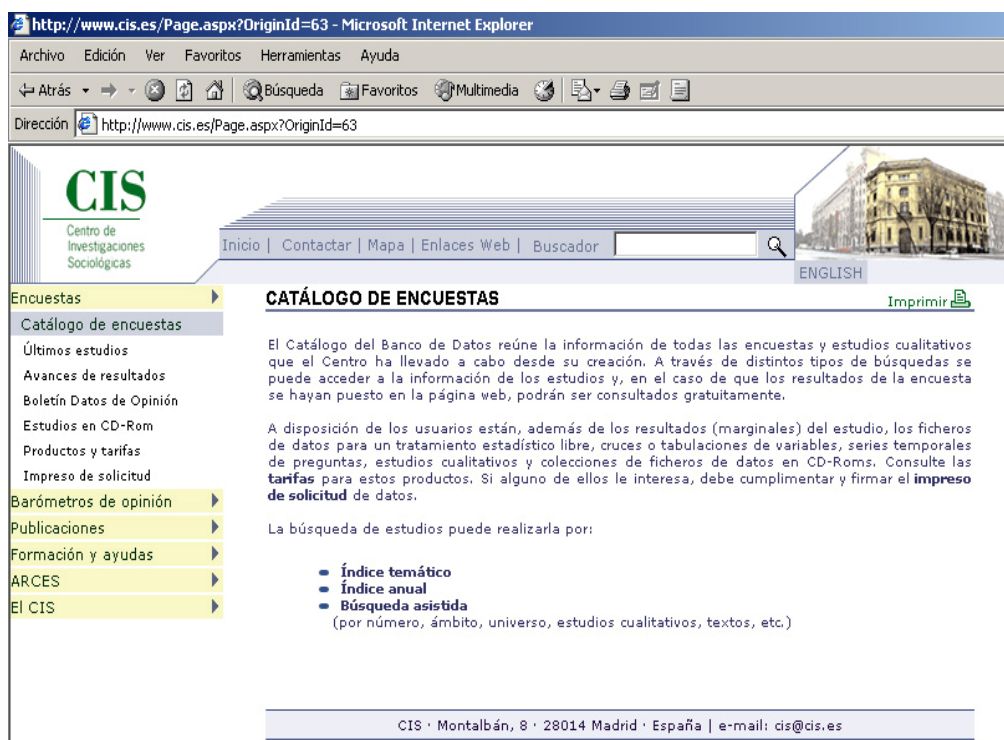 http://www.cis.es/Page.aspx?OriginId=63 - Microsoft Internet Explorer
Archivo Edición Ver Favoritos Herramientas Ayuda
Atrás Búsqueda Favoritos Multimedia
Dirección http://www.cis.es/Page.aspx?OriginId=63
CIS
Centro de
Investigaciones
Sociológicas
Inicio | Contactar | Mapa | Enlaces Web | Buscador
ENGLISH
Encuestas
Catálogo de encuestas
Últimos estudios
Avances de resultados
Boletín Datos de Opinión
Estudios en CD-Rom
Productos y tarifas
Impreso de solicitud
Barómetros de opinión
Publicaciones
Formación y ayudas
ARCES
El CIS
CATÁLOGO DE ENCUESTAS
Imprimir
El Catálogo del Banco de Datos reúne la información de todas las encuestas y estudios cualitativos
que el Centro ha llevado a cabo desde su creación. A través de distintos tipos de búsquedas se
puede acceder a la información de los estudios y, en el caso de que los resultados de la encuesta
se hayan puesto en la página web, podrán ser consultados gratuitamente.
A disposición de los usuarios están, además de los resultados (marginales) del estudio, los ficheros
de datos para un tratamiento estadístico libre, cruces o tabulaciones de variables, series temporales
de preguntas, estudios cualitativos y colecciones de ficheros de datos en CD-Roms. Consulte las
tarifas para estos productos. Si alguno de ellos le interesa, debe cumplimentar y firmar el impreso
de solicitud de datos.
La búsqueda de estudios puede realizarla por:
Índice temático
Índice anual
Búsqueda asistida
(por número, ámbito, universo, estudios cualitativos, textos, etc.)
CIS · Montalbán, 8 · 28014 Madrid · España | e-mail: cis@cis.es